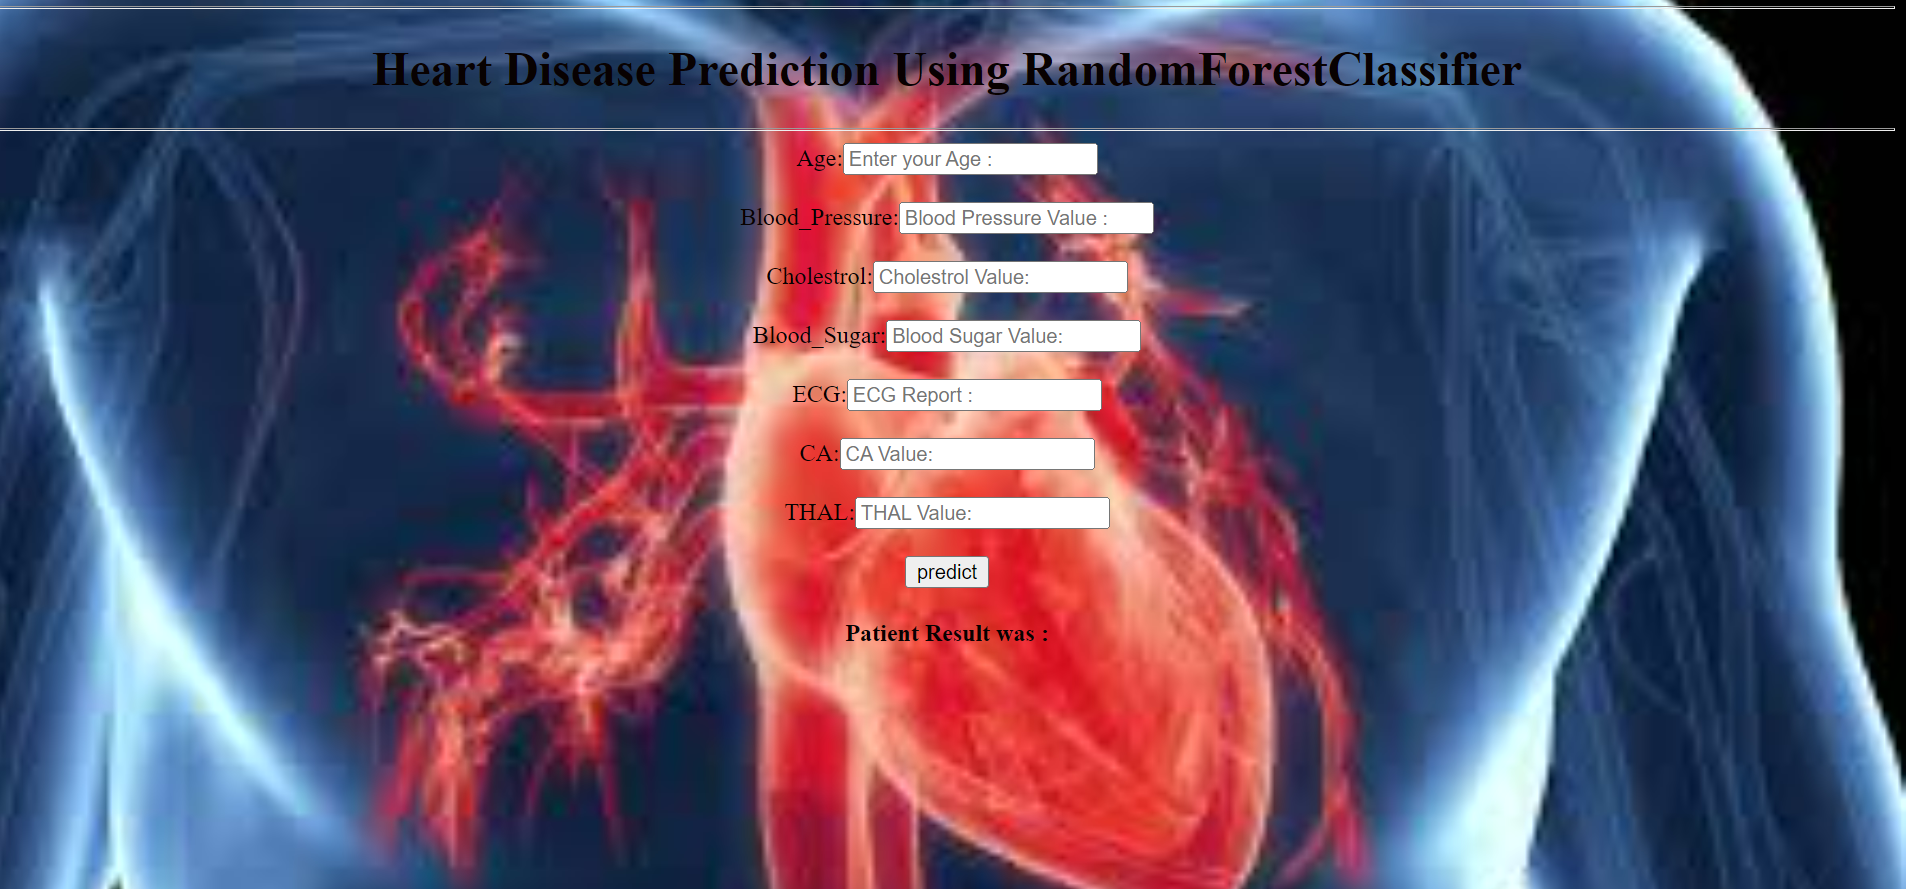 Heart Disease Prediction Using RandomForestClassifier
Age: Enter your Age :
Blood_Pressure: Blood Pressure Value :
Cholestrol: Cholestrol Value:
Blood_Sugar: Blood Sugar Value:
ECG: ECG Report :
CA: CA Value:
THAL: THAL Value:
predict
Patient Result was :